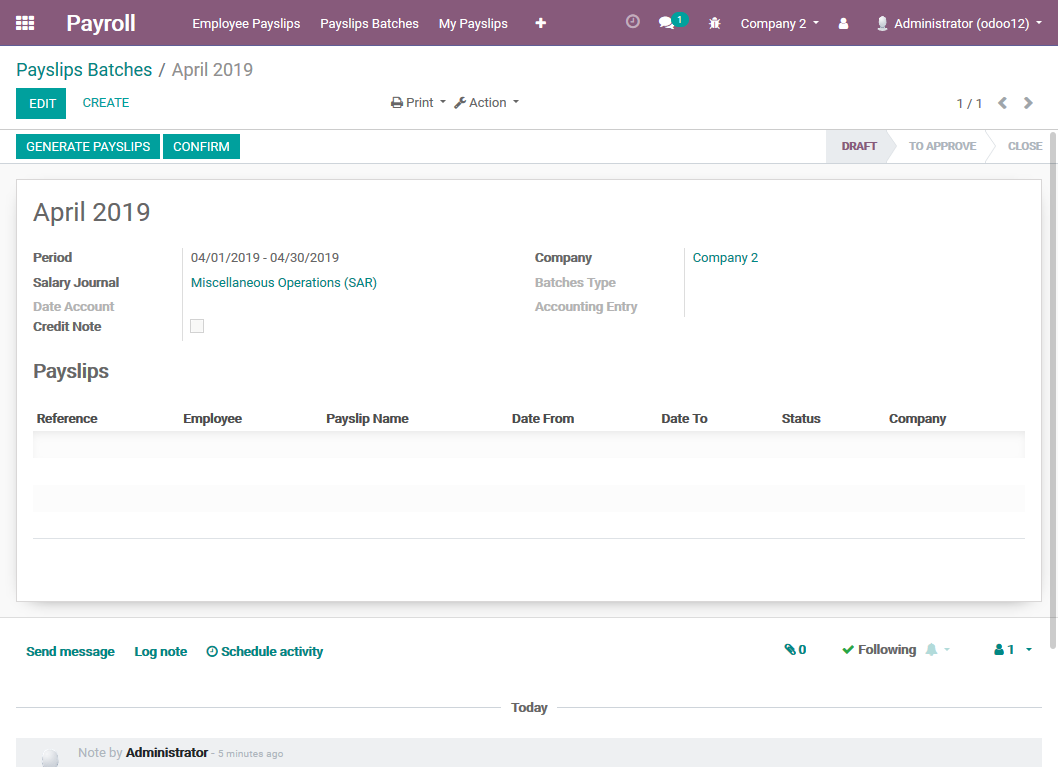 Payroll Employee Payslips Payslips Batches My Payslips 1 Company 2 Administrator (odoo12)
Payslips Batches / April 2019
EDIT CREATE Print Action 1 / 1
GENERATE PAYSLIPS CONFIRM DRAFT TO APPROVE CLOSE
April 2019
Period 04/01/2019 - 04/30/2019 Company Company 2
Salary Journal Miscellaneous Operations (SAR) Batches Type
Date Account Accounting Entry
Credit Note
Payslips
Reference Employee Payslip Name Date From Date To Status Company
Send message Log note Schedule activity 0 Following 1
Today
Note by Administrator - 5 minutes ago